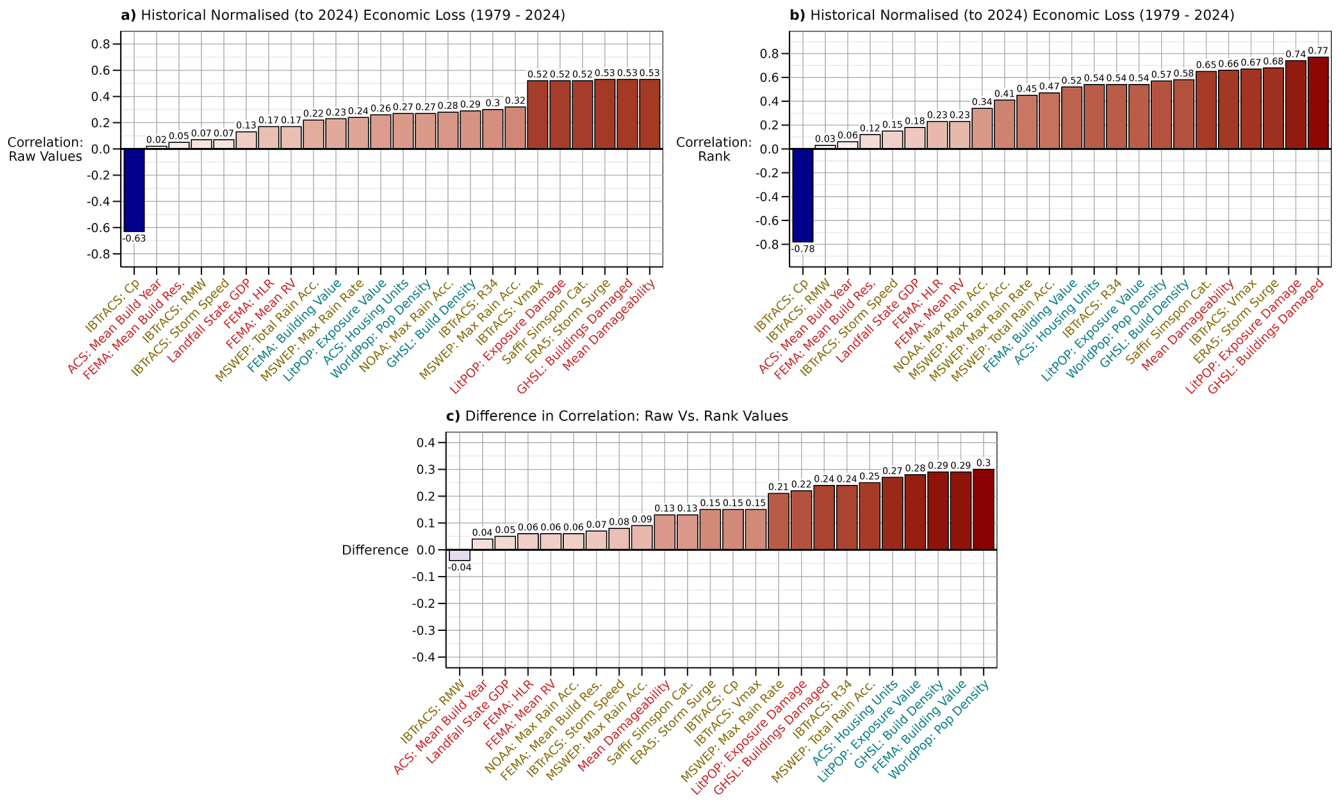 a) Historical Normalised (to 2024) Economic Loss (1979 - 2024)
0.8
0.6
0.4
0.2
0.0
-0.2
-0.4
-0.6
-0.8
Correlation:
Raw Values
-0.63
0.02
0.05
0.07
0.07
0.13
0.17
0.17
0.22
0.23
0.24
0.26
0.27
0.27
0.28
0.29
0.3
0.32
0.52
0.52
0.52
0.53
0.53
0.53
IBTrACS: Cp
ACS: Mean Build Year
FEMA: Mean Build Res.
IBTrACS: RMW
IBTrACS: Storm Speed
Landfall State GDP
FEMA: HLR
FEMA: Mean RV
MSWEP: Total Rain Acc.
FEMA: Building Value
MSWEP: Max Rain Rate
LitPOP: Exposure Value
ACS: Housing Units
WorldPop: Pop Density
NOAA: Max Rain Acc.
GHSL: Build Density
IBTrACS: R34
MSWEP: Max Rain Acc.
IBTrACS: Vmax
LitPOP: Exposure Damage
Saffir Simspon Cat.
ERA5: Storm Surge
GHSL: Buildings Damaged
Mean Damageability
b) Historical Normalised (to 2024) Economic Loss (1979 - 2024)
0.8
0.6
0.4
0.2
0.0
-0.2
-0.4
-0.6
-0.8
Correlation:
Rank
-0.78
0.03
0.06
0.12
0.15
0.18
0.23
0.23
0.34
0.41
0.45
0.47
0.52
0.54
0.54
0.54
0.57
0.58
0.65
0.66
0.67
0.68
0.74
0.77
IBTrACS: Cp
IBTrACS: RMW
ACS: Mean Build Year
FEMA: Mean Build Res.
IBTrACS: Storm Speed
Landfall State GDP
FEMA: HLR
FEMA: Mean RV
NOAA: Max Rain Acc.
MSWEP: Max Rain Acc.
MSWEP: Max Rain Rate
MSWEP: Total Rain Acc.
FEMA: Building Value
ACS: Housing Units
IBTrACS: R34
LitPOP: Exposure Value
WorldPop: Pop Density
GHSL: Build Density
Saffir Simspon Cat.
Mean Damageability
IBTrACS: Vmax
ERA5: Storm Surge
LitPOP: Exposure Damage
GHSL: Buildings Damaged
c) Difference in Correlation: Raw Vs. Rank Values
0.4
0.3
0.2
0.1
0.0
-0.1
-0.2
-0.3
-0.4
Difference
-0.04
0.04
0.05
0.06
0.06
0.06
0.07
0.08
0.09
0.13
0.13
0.15
0.15
0.15
0.21
0.22
0.24
0.24
0.25
0.27
0.28
0.29
0.29
0.3
IBTrACS: RMW
ACS: Mean Build Year
Landfall State GDP
FEMA: HLR
FEMA: Mean RV
NOAA: Max Rain Acc.
FEMA: Mean Build Res.
IBTrACS: Storm Speed
MSWEP: Max Rain Acc.
Mean Damageability
Saffir Simspon Cat.
ERA5: Storm Surge
IBTrACS: Cp
IBTrACS: Vmax
MSWEP: Max Rain Rate
LitPOP: Exposure Damage
GHSL: Buildings Damaged
IBTrACS: R34
MSWEP: Total Rain Acc.
ACS: Housing Units
LitPOP: Exposure Value
GHSL: Build Density
FEMA: Building Value
WorldPop: Pop Density